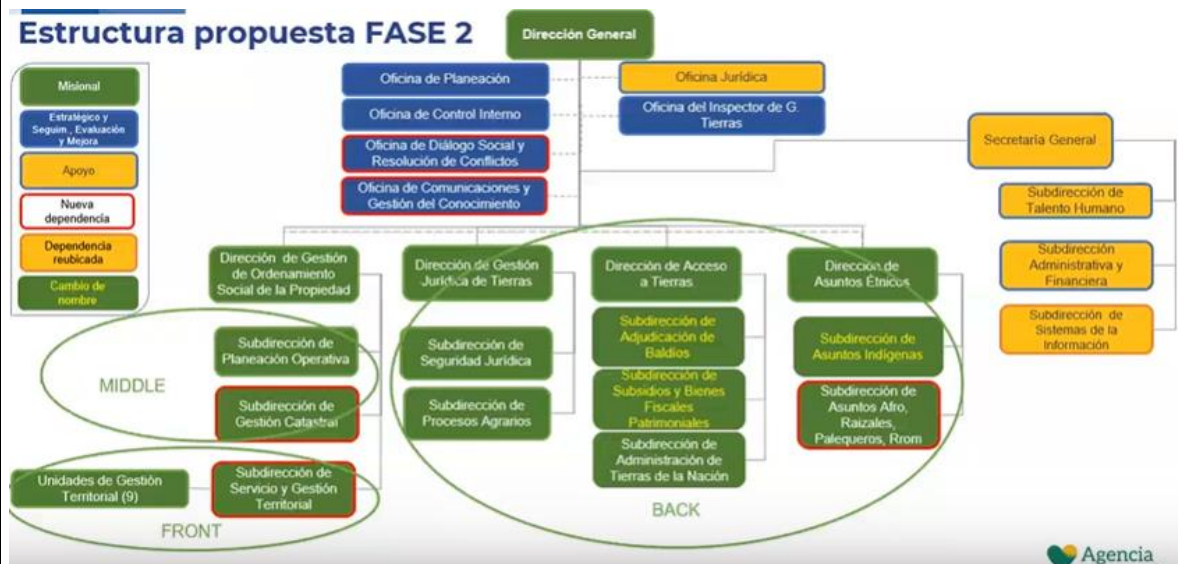 Estructura propuesta FASE 2
Dirección General
Misional
Estratégico y
Seguim., Evaluación
y Mejora
Apoyo
Nueva
dependencia
Dependencia
reubicada
Cambio de
nombre
Oficina de Planeación
Oficina Jurídica
Oficina de Control Interno
Oficina del Inspector de G.
Tierras
Oficina de Diálogo Social y
Resolución de Conflictos
Oficina de Comunicaciones y
Gestión del Conocimiento
Secretaría General
Subdirección de
Talento Humano
Subdirección
Administrativa y
Financiera
Subdirección de
Sistemas de la
Información
Dirección de Gestión
de Ordenamiento
Social de la Propiedad
Subdirección de
Planeación Operativa
MIDDLE
Subdirección de
Gestión Catastral
Unidades de Gestión
Territorial (9)
Subdirección de
Servicio y Gestión
Territorial
FRONT
Dirección de Gestión
Jurídica de Tierras
Subdirección de
Seguridad Jurídica
Subdirección de
Procesos Agrarios
Dirección de Acceso
a Tierras
Subdirección de
Adjudicación de
Baldíos
Subdirección de
Subsidios y Bienes
Fiscales
Patrimoniales
Subdirección de
Administración de
Tierras de la Nación
Dirección de
Asuntos Étnicos
Subdirección de
Asuntos Indígenas
Subdirección de
Asuntos Afro,
Raizales,
Palequeros, Rrom
BACK
Agencia